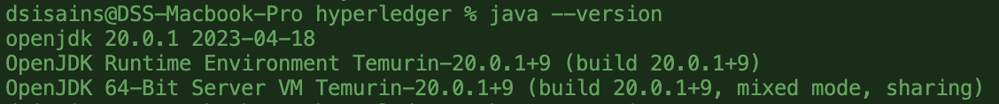 dsisains@DSS-Macbook-Pro hyperledger % java --version
openjdk 20.0.1 2023-04-18
OpenJDK Runtime Environment Temurin-20.0.1+9 (build 20.0.1+9)
OpenJDK 64-Bit Server VM Temurin-20.0.1+9 (build 20.0.1+9, mixed mode, sharing)